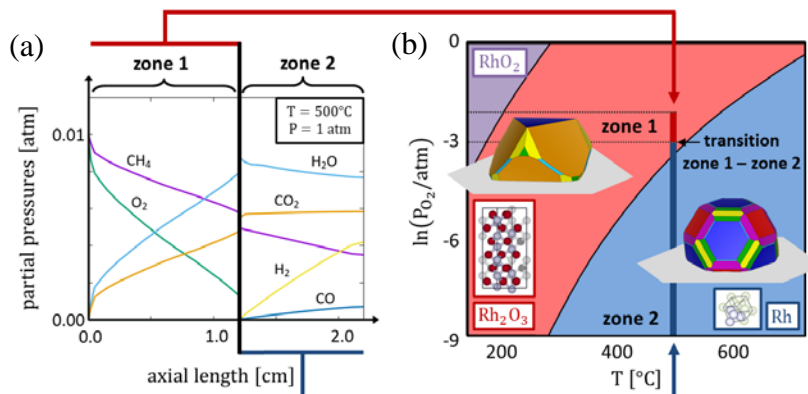 (a)
zone 1
zone 2
T = 500°C
P = 1 atm
partial pressures [atm]
0.01
0.00
CH₄
O₂
H₂O
CO₂
H₂
CO
0.0
1.0
2.0
axial length [cm]
(b)
ln(P_O₂/atm)
0
-3
-6
-9
RhO₂
zone 1
transition
zone 1 – zone 2
Rh₂O₃
zone 2
Rh
200
400
600
T [°C]